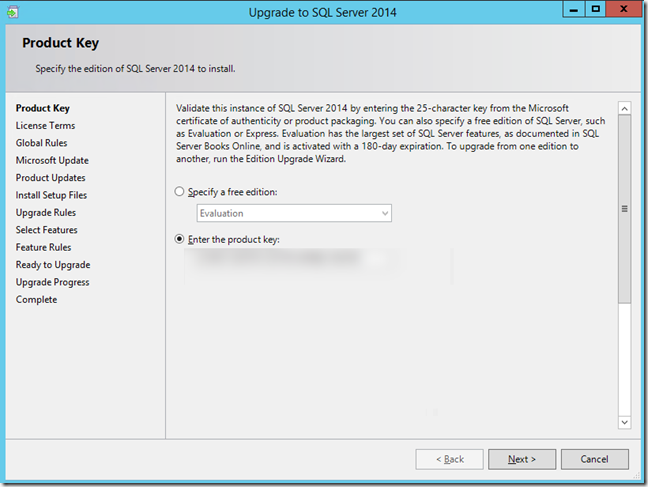 Upgrade to SQL Server 2014
Product Key
Specify the edition of SQL Server 2014 to install.
Product Key
License Terms
Global Rules
Microsoft Update
Product Updates
Install Setup Files
Upgrade Rules
Select Features
Feature Rules
Ready to Upgrade
Upgrade Progress
Complete
Validate this instance of SQL Server 2014 by entering the 25-character key from the Microsoft
certificate of authenticity or product packaging. You can also specify a free edition of SQL Server, such
as Evaluation or Express. Evaluation has the largest set of SQL Server features, as documented in SQL
Server Books Online, and is activated with a 180-day expiration. To upgrade from one edition to
another, run the Edition Upgrade Wizard.
Specify a free edition:
Evaluation
Enter the product key:
< Back
Next >
Cancel